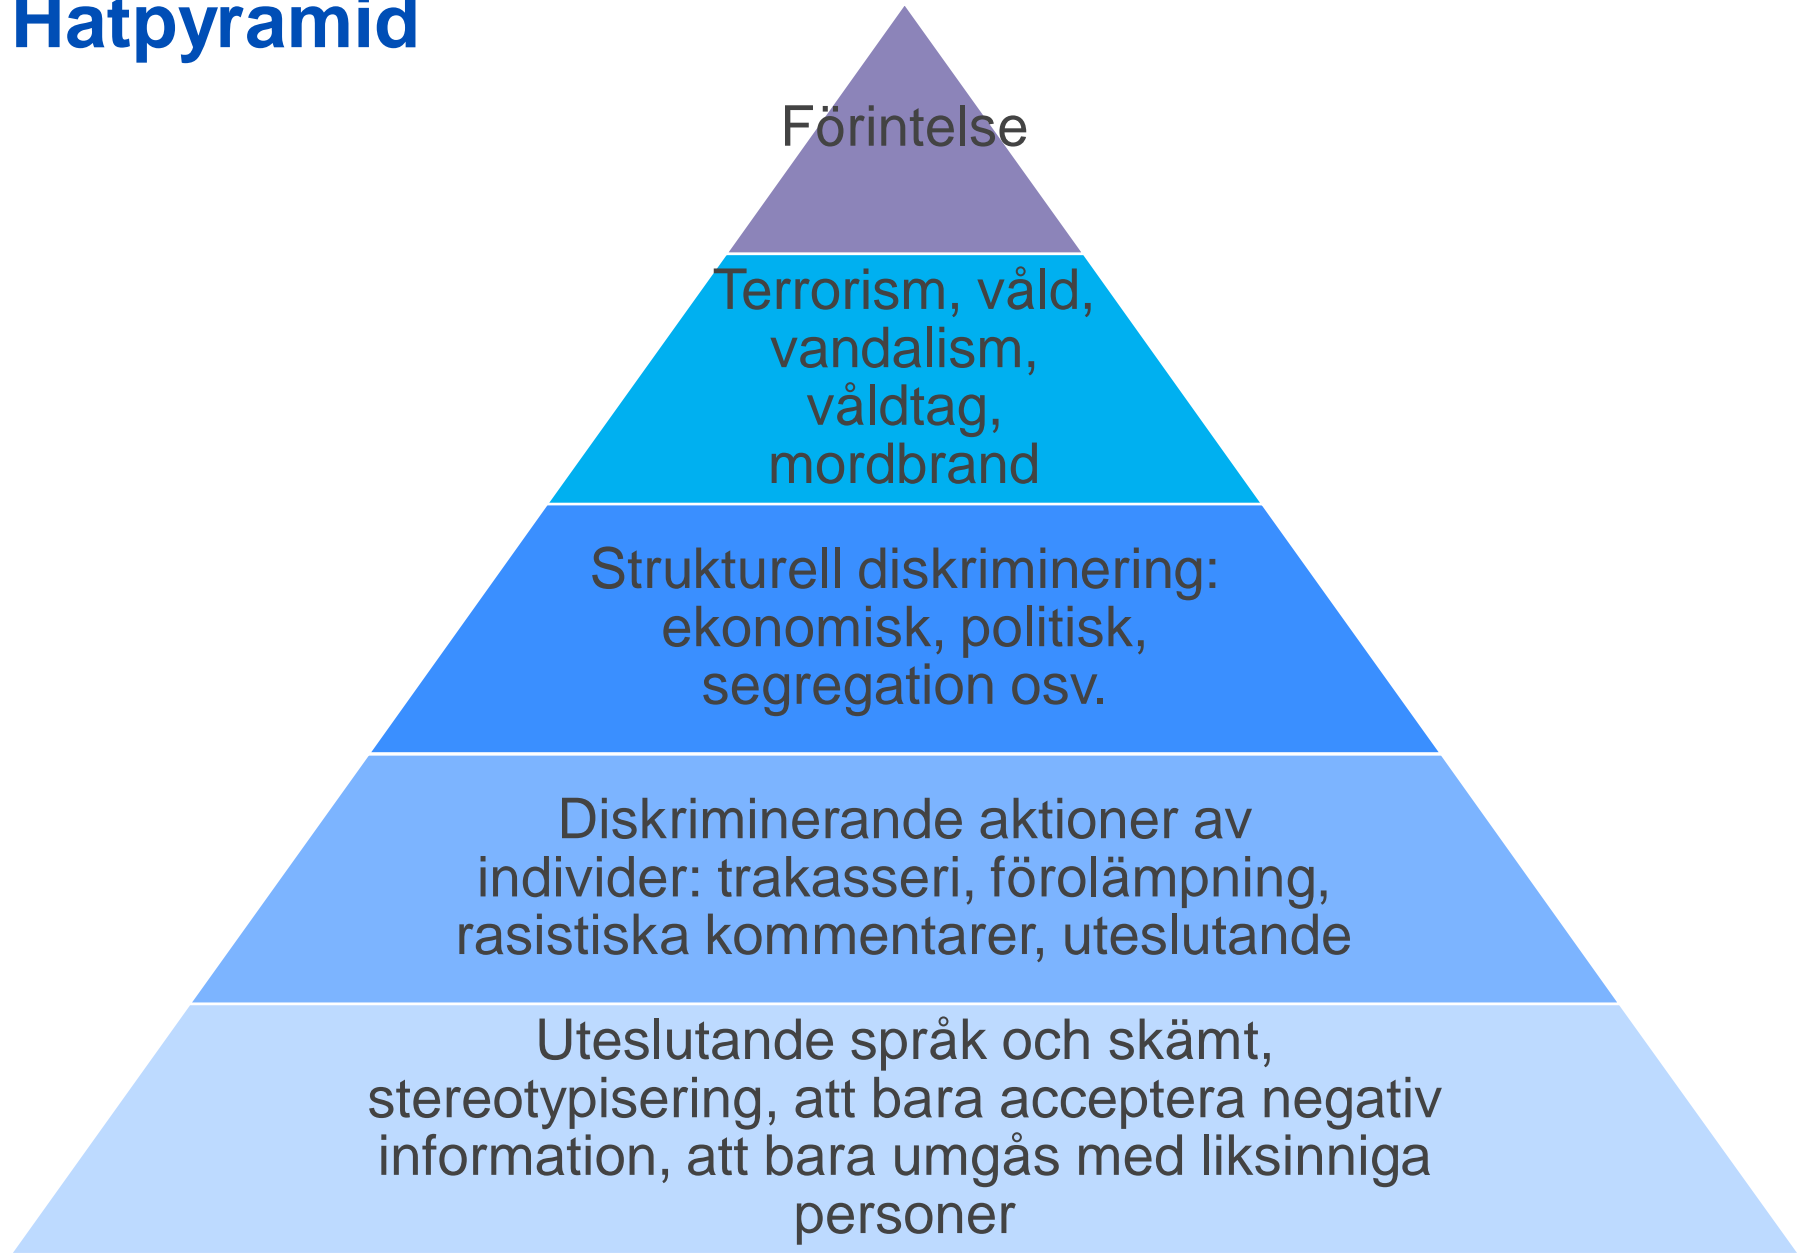 Hatpyramid
Förintelse
Terrorism, våld,
vandalism,
våldtag,
mordbrand
Strukturell diskriminering:
ekonomisk, politisk,
segregation osv.
Diskriminerande aktioner av
individer: trakasseri, förolämpning,
rasistiska kommentarer, uteslutande
Uteslutande språk och skämt,
stereotypisering, att bara acceptera negativ
information, att bara umgås med liksinniga
personer